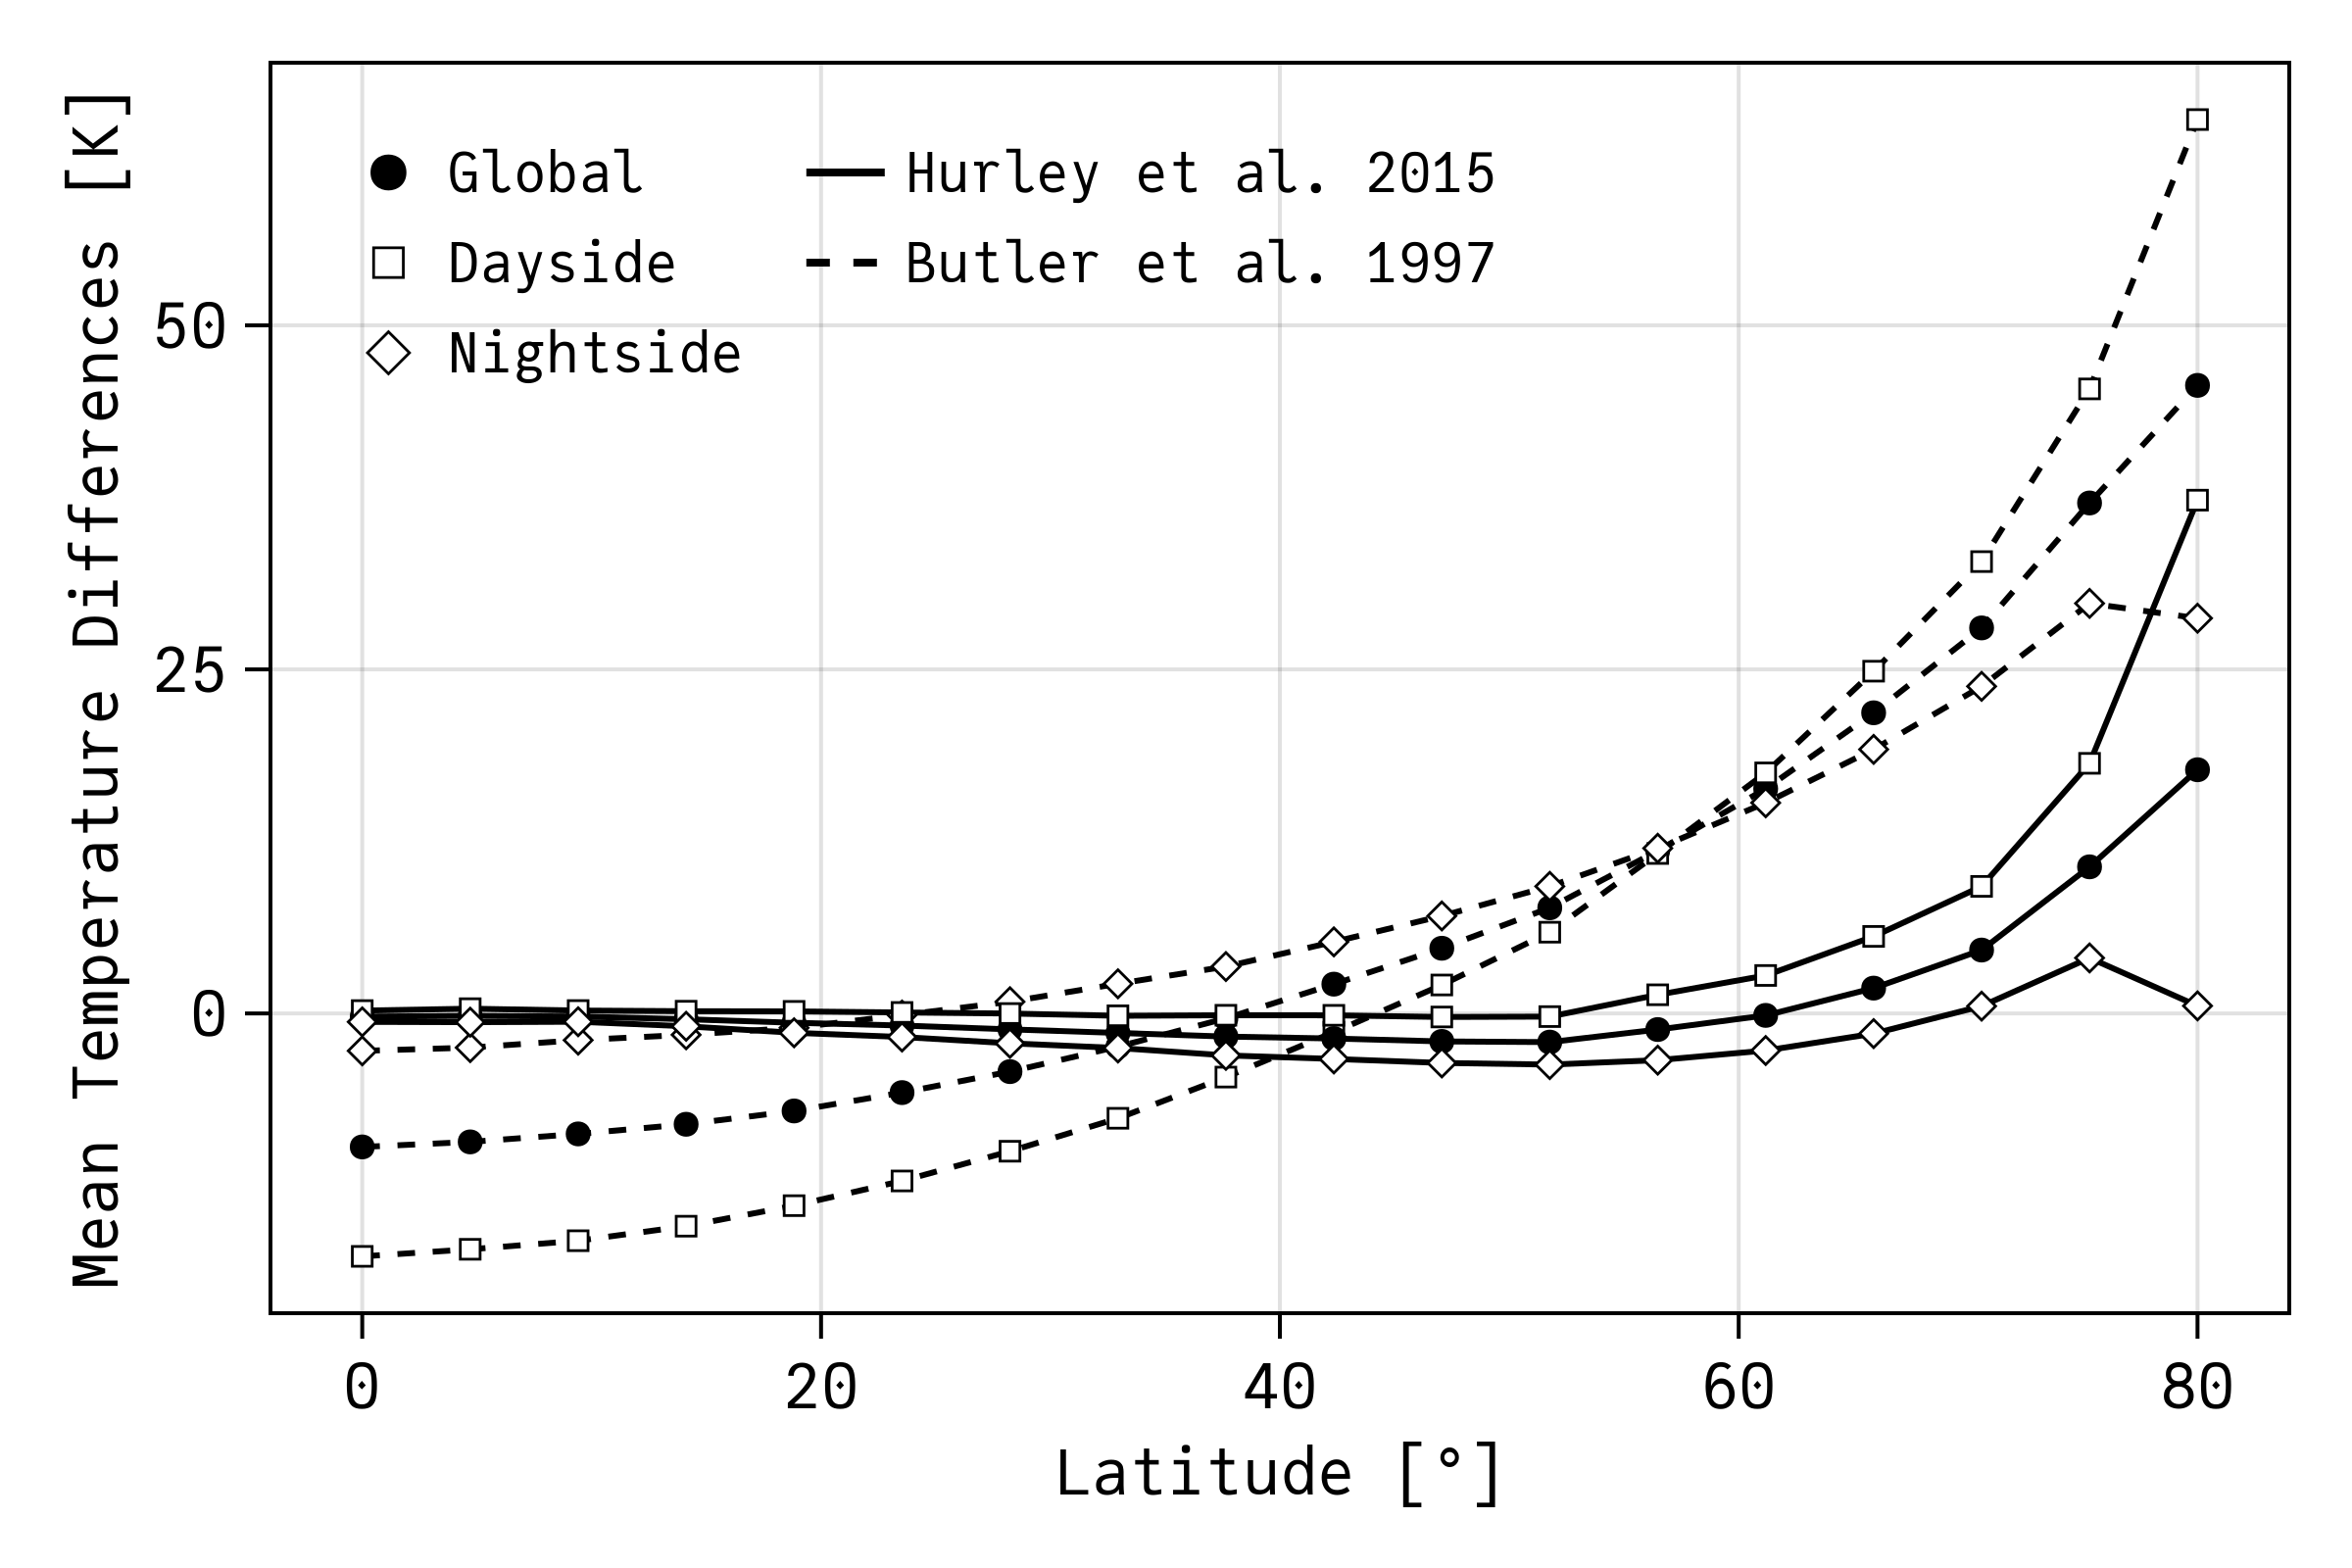 Mean Temperature Differences [K]
50
25
0
Global
Dayside
Nightside
Hurley et al. 2015
Butler et al. 1997
0 20 40 60 80
Latitude [°]